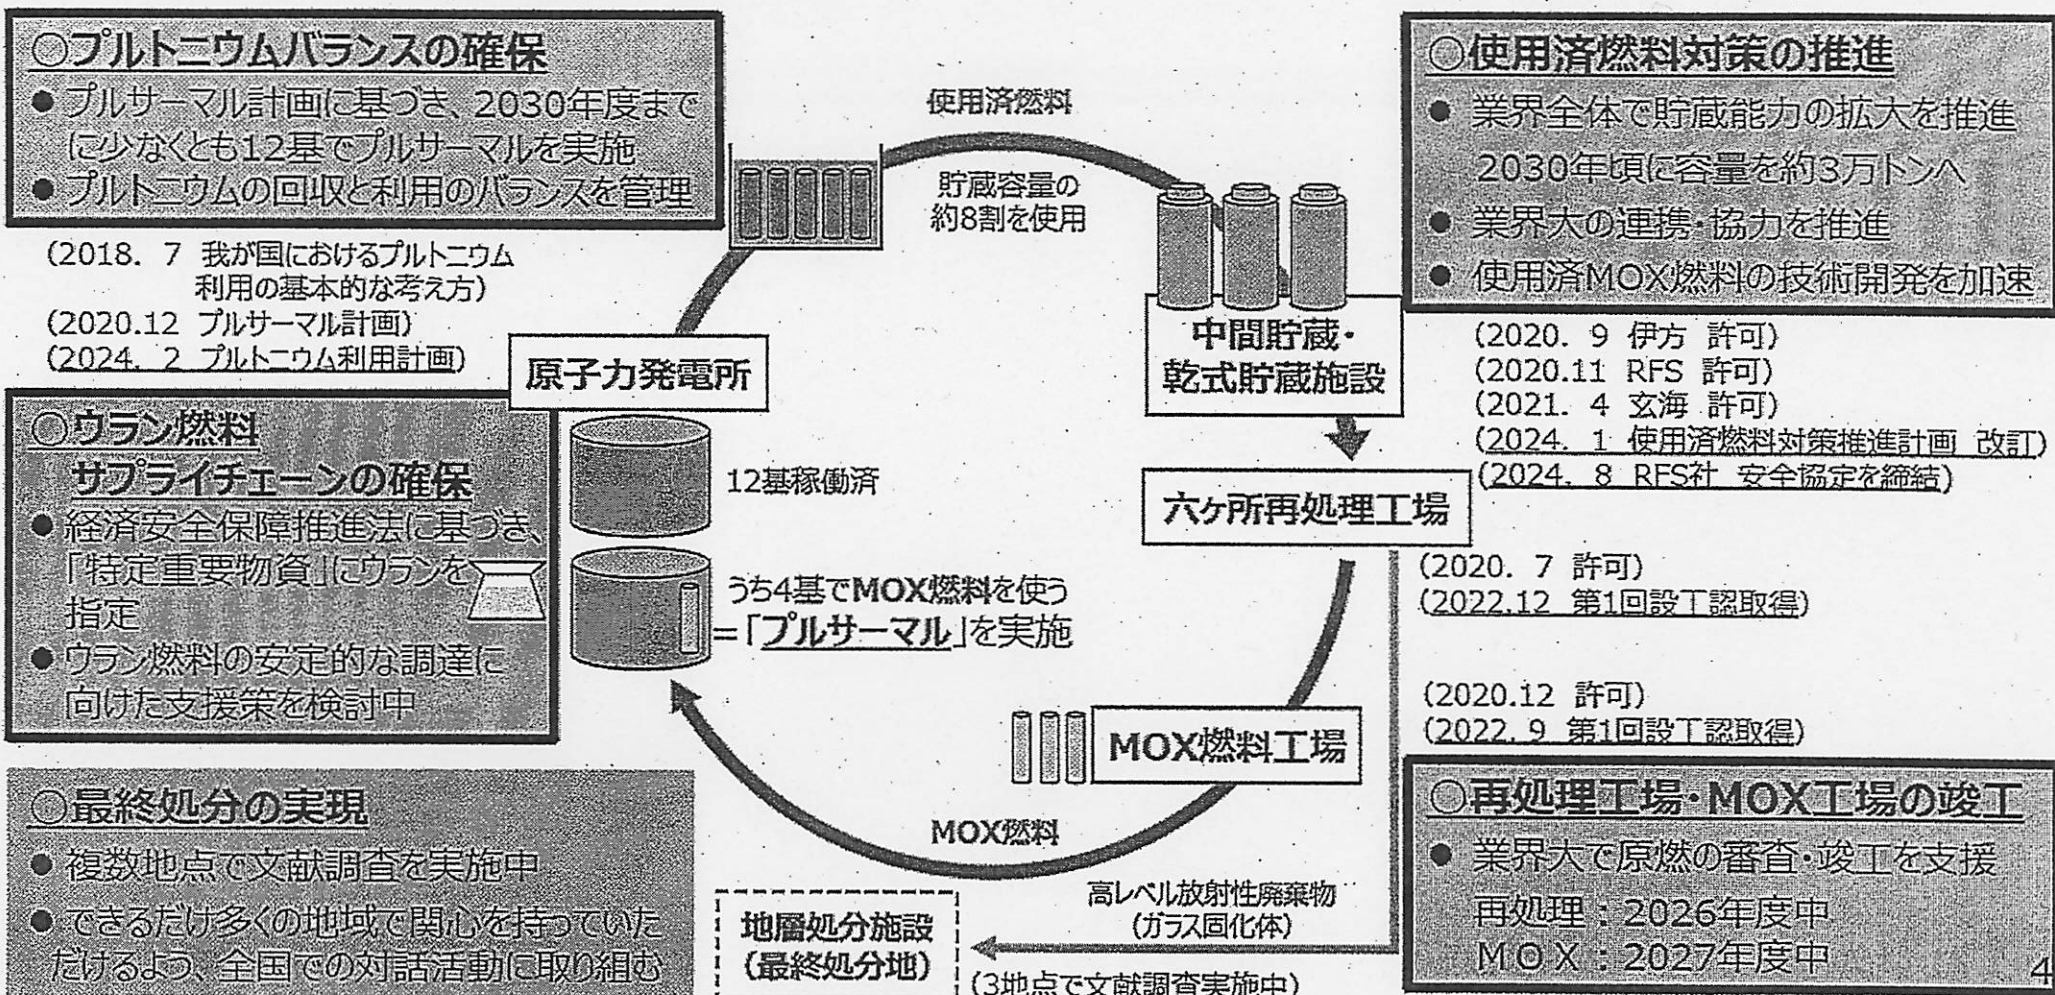 ○プルトニウムバランスの確保
● プルサーマル計画に基づき、2030年度まで
に少なくとも12基でプルサーマルを実施
● プルトニウムの回収と利用のバランスを管理
(2018. 7 我が国におけるプルトニウム
利用の基本的な考え方)
(2020.12 プルサーマル計画)
(2024. 2 プルトニウム利用計画)
○ウラン燃料
サプライチェーンの確保
● 経済安全保障推進法に基づき、
「特定重要物資」にウランを
指定
● ウラン燃料の安定的な調達に
向けた支援策を検討中
○最終処分の実現
● 複数地点で文献調査を実施中
● できるだけ多くの地域で関心を持っていた
だけるよう、全国での対話活動に取り組む
使用済燃料
貯蔵容量の
約8割を使用
原子力発電所
12基稼働済
うち4基でMOX燃料を使う
=「プルサーマル」を実施
中間貯蔵・
乾式貯蔵施設
六ヶ所再処理工場
MOX燃料工場
MOX燃料
高レベル放射性廃棄物
(ガラス固化体)
地層処分施設
(最終処分地)
(3地点で文献調査実施中)
○使用済燃料対策の推進
● 業界全体で貯蔵能力の拡大を推進
2030年頃に容量を約3万トンへ
● 業界大の連携・協力を推進
● 使用済MOX燃料の技術開発を加速
(2020. 9 伊方 許可)
(2020.11 RFS 許可)
(2021. 4 玄海 許可)
(2024. 1 使用済燃料対策推進計画 改訂)
(2024. 8 RFS社 安全協定を締結)
(2020. 7 許可)
(2022.12 第1回設工認取得)
(2020.12 許可)
(2022. 9 第1回設工認取得)
○再処理工場・MOX工場の竣工
● 業界大で原燃の審査・竣工を支援
再処理：2026年度中
ＭＯＸ：2027年度中
4